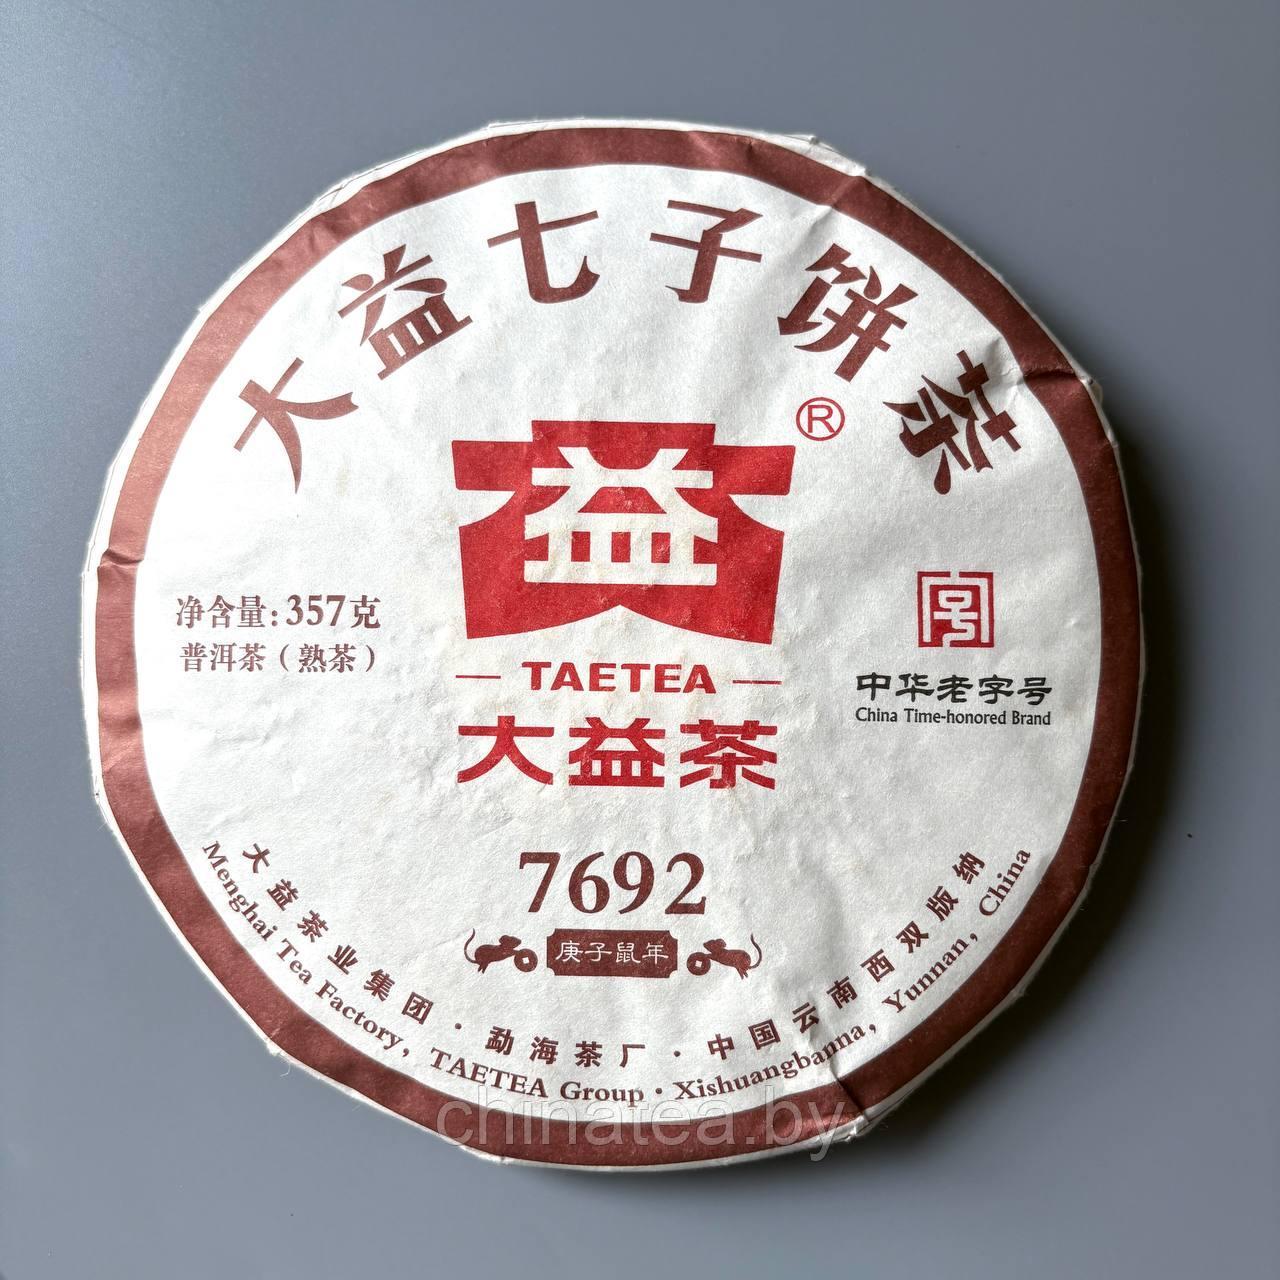 大益七子饼茶
益
®
TAETEA
大益茶
净含量:357克
普洱茶(熟茶)
号
中华老字号
China Time-honored Brand
7692
庚子鼠年
大益茶业集团·勐海茶厂·中国云南西双版纳
Menghai Tea Factory, TAETEA Group·Xishuangbanna, Yunnan, China
chinatea.by